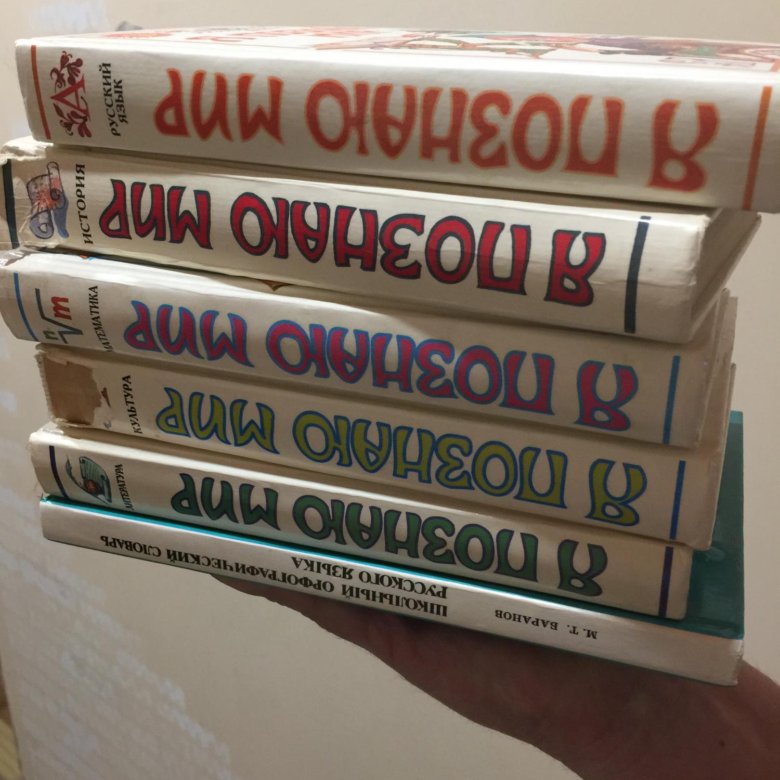 Я ПОЗНАЮ МИР
РУССКИЙ
ЯЗЫК
Я ПОЗНАЮ МИР
ИСТОРИЯ
Я ПОЗНАЮ МИР
МАТЕМАТИКА
n√m
Я ПОЗНАЮ МИР
КУЛЬТУРА
Я ПОЗНАЮ МИР
ЛИТЕРАТУРА
М. Т. БАРАНОВ
ШКОЛЬНЫЙ ОРФОГРАФИЧЕСКИЙ СЛОВАРЬ
РУССКОГО ЯЗЫКА